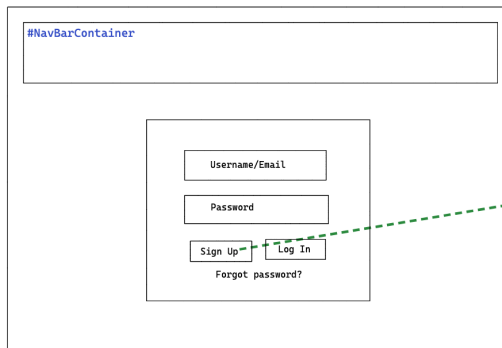 #NavBarContainer
Username/Email
Password
Sign Up
Log In
Forgot password?